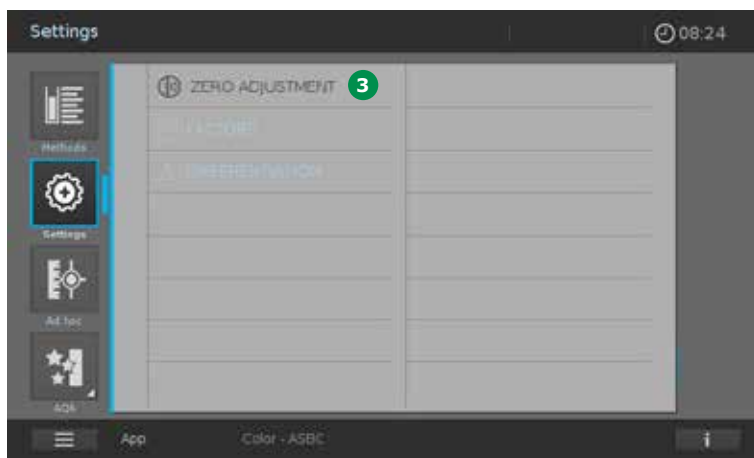 Settings
08:24
ZERO ADJUSTMENT 3
Methods
Settings
Ad hoc
AQA
App
Color - ASBC
i